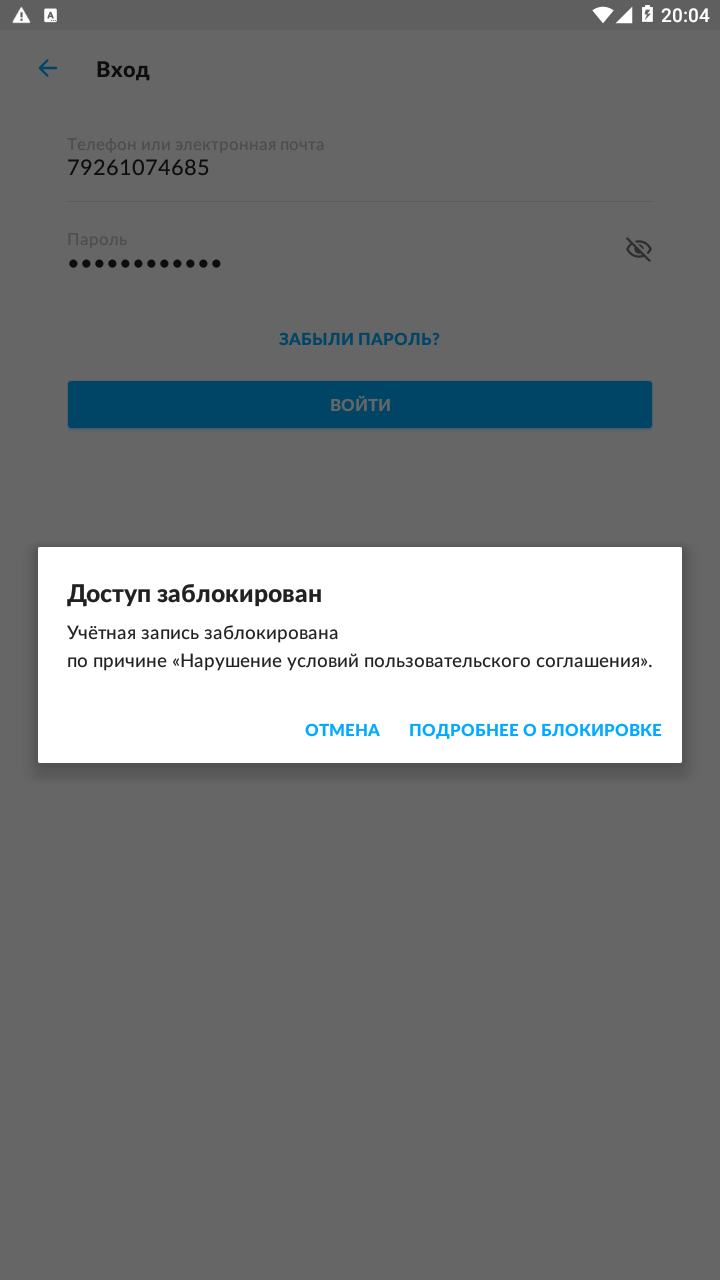 20:04
Вход
Телефон или электронная почта
79261074685
Пароль
ЗАБЫЛИ ПАРОЛЬ?
ВОЙТИ
Доступ заблокирован
Учётная запись заблокирована
по причине «Нарушение условий пользовательского соглашения».
ОТМЕНА ПОДРОБНЕЕ О БЛОКИРОВКЕ